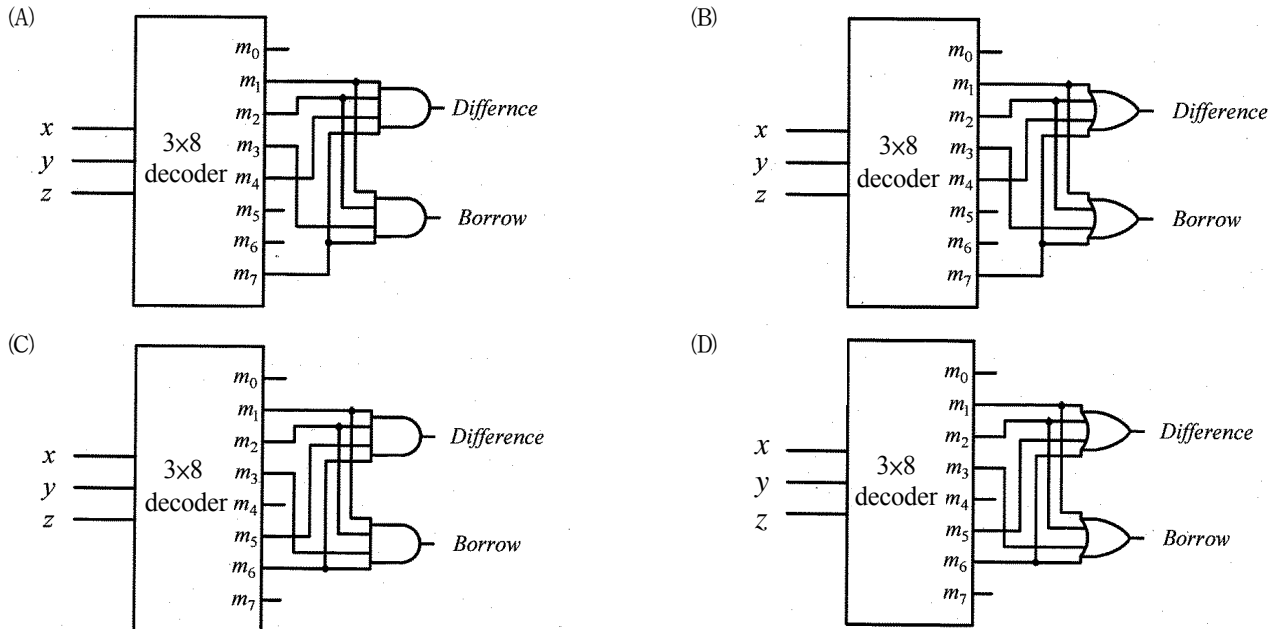 (A)
m0
m1
m2
m3
m4
m5
m6
m7
x
y
z
3×8
decoder
Differnce
Borrow
(B)
m0
m1
m2
m3
m4
m5
m6
m7
x
y
z
3×8
decoder
Difference
Borrow
(C)
m0
m1
m2
m3
m4
m5
m6
m7
x
y
z
3×8
decoder
Difference
Borrow
(D)
m0
m1
m2
m3
m4
m5
m6
m7
x
y
z
3×8
decoder
Difference
Borrow